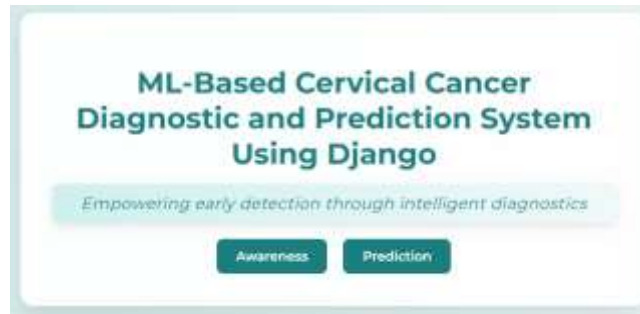 ML-Based Cervical Cancer
Diagnostic and Prediction System
Using Django
Empowering early detection through intelligent diagnostics
Awareness Prediction